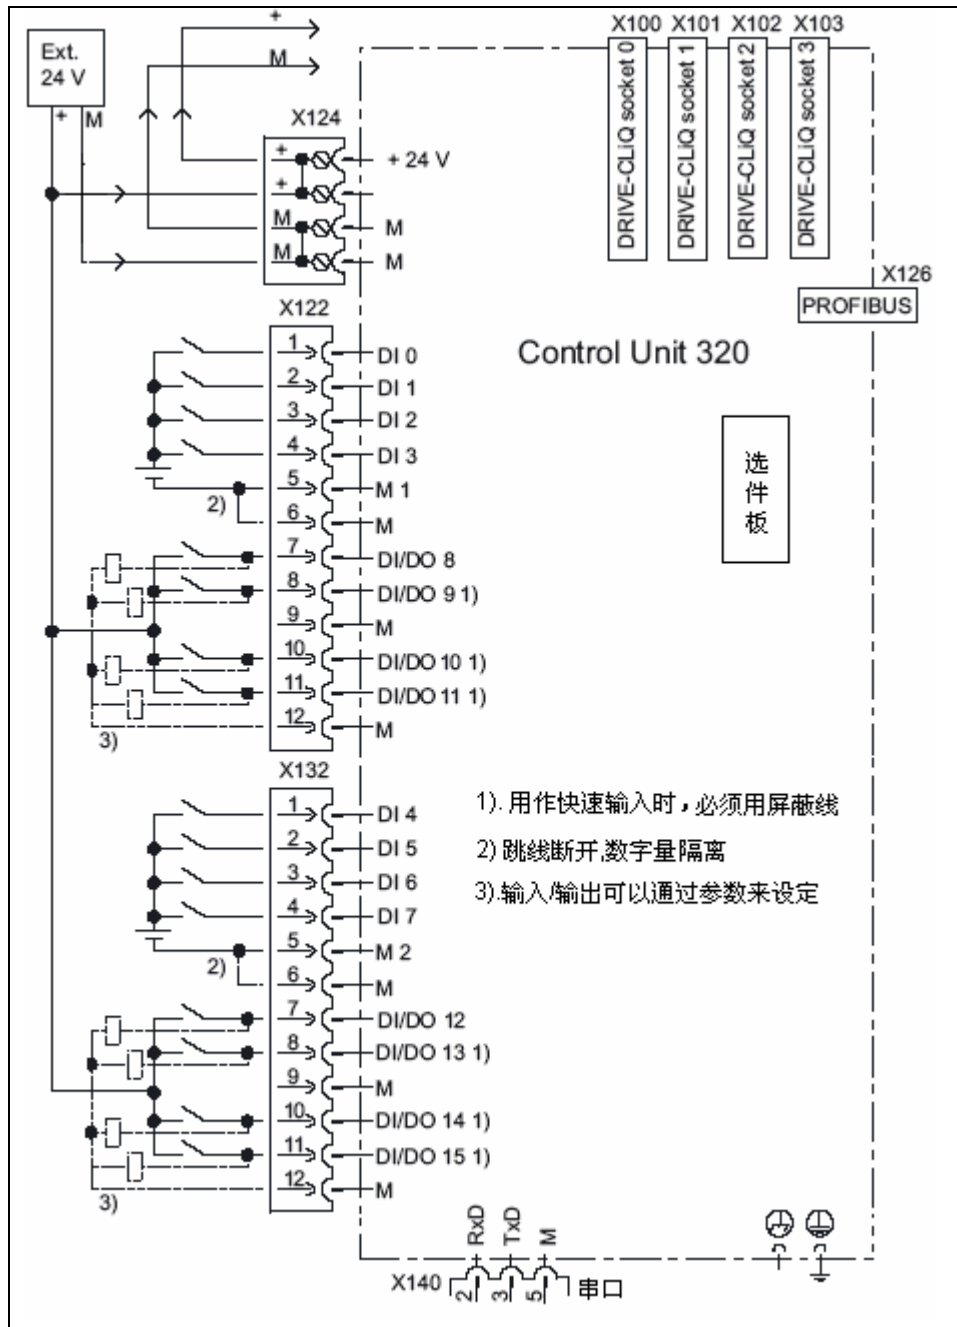 Ext.
24 V
+ M
+
M
X124
+
+
M
M
+ 24 V
M
M
X100 X101 X102 X103
DRIVE-CLiQ socket 0
DRIVE-CLiQ socket 1
DRIVE-CLiQ socket 2
DRIVE-CLiQ socket 3
X126
PROFIBUS
Control Unit 320
选件板
X122
1 DI 0
2 DI 1
3 DI 2
4 DI 3
5 M 1
2)
6 M
7 DI/DO 8
8 DI/DO 9 1)
9 M
10 DI/DO 10 1)
11 DI/DO 11 1)
12 M
3)
X132
1 DI 4
2 DI 5
3 DI 6
4 DI 7
5 M 2
2)
6 M
7 DI/DO 12
8 DI/DO 13 1)
9 M
10 DI/DO 14 1)
11 DI/DO 15 1)
12 M
3)
1). 用作快速输入时，必须用屏蔽线
2) 跳线断开,数字量隔离
3).输入/输出可以通过参数来设定
RxD TxD M
X140 2 3 5 串口